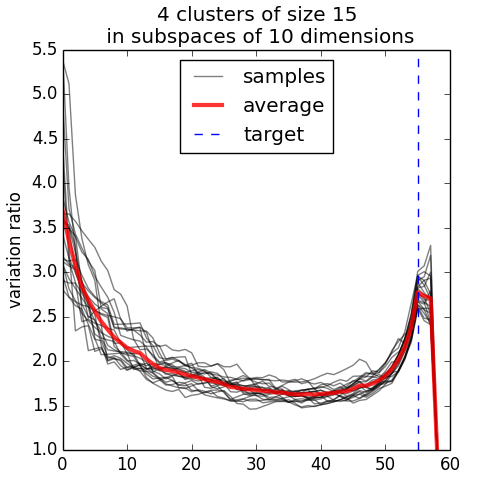 4 clusters of size 15
in subspaces of 10 dimensions
samples
average
target
variation ratio
5.5
5.0
4.5
4.0
3.5
3.0
2.5
2.0
1.5
1.0
0 10 20 30 40 50 60